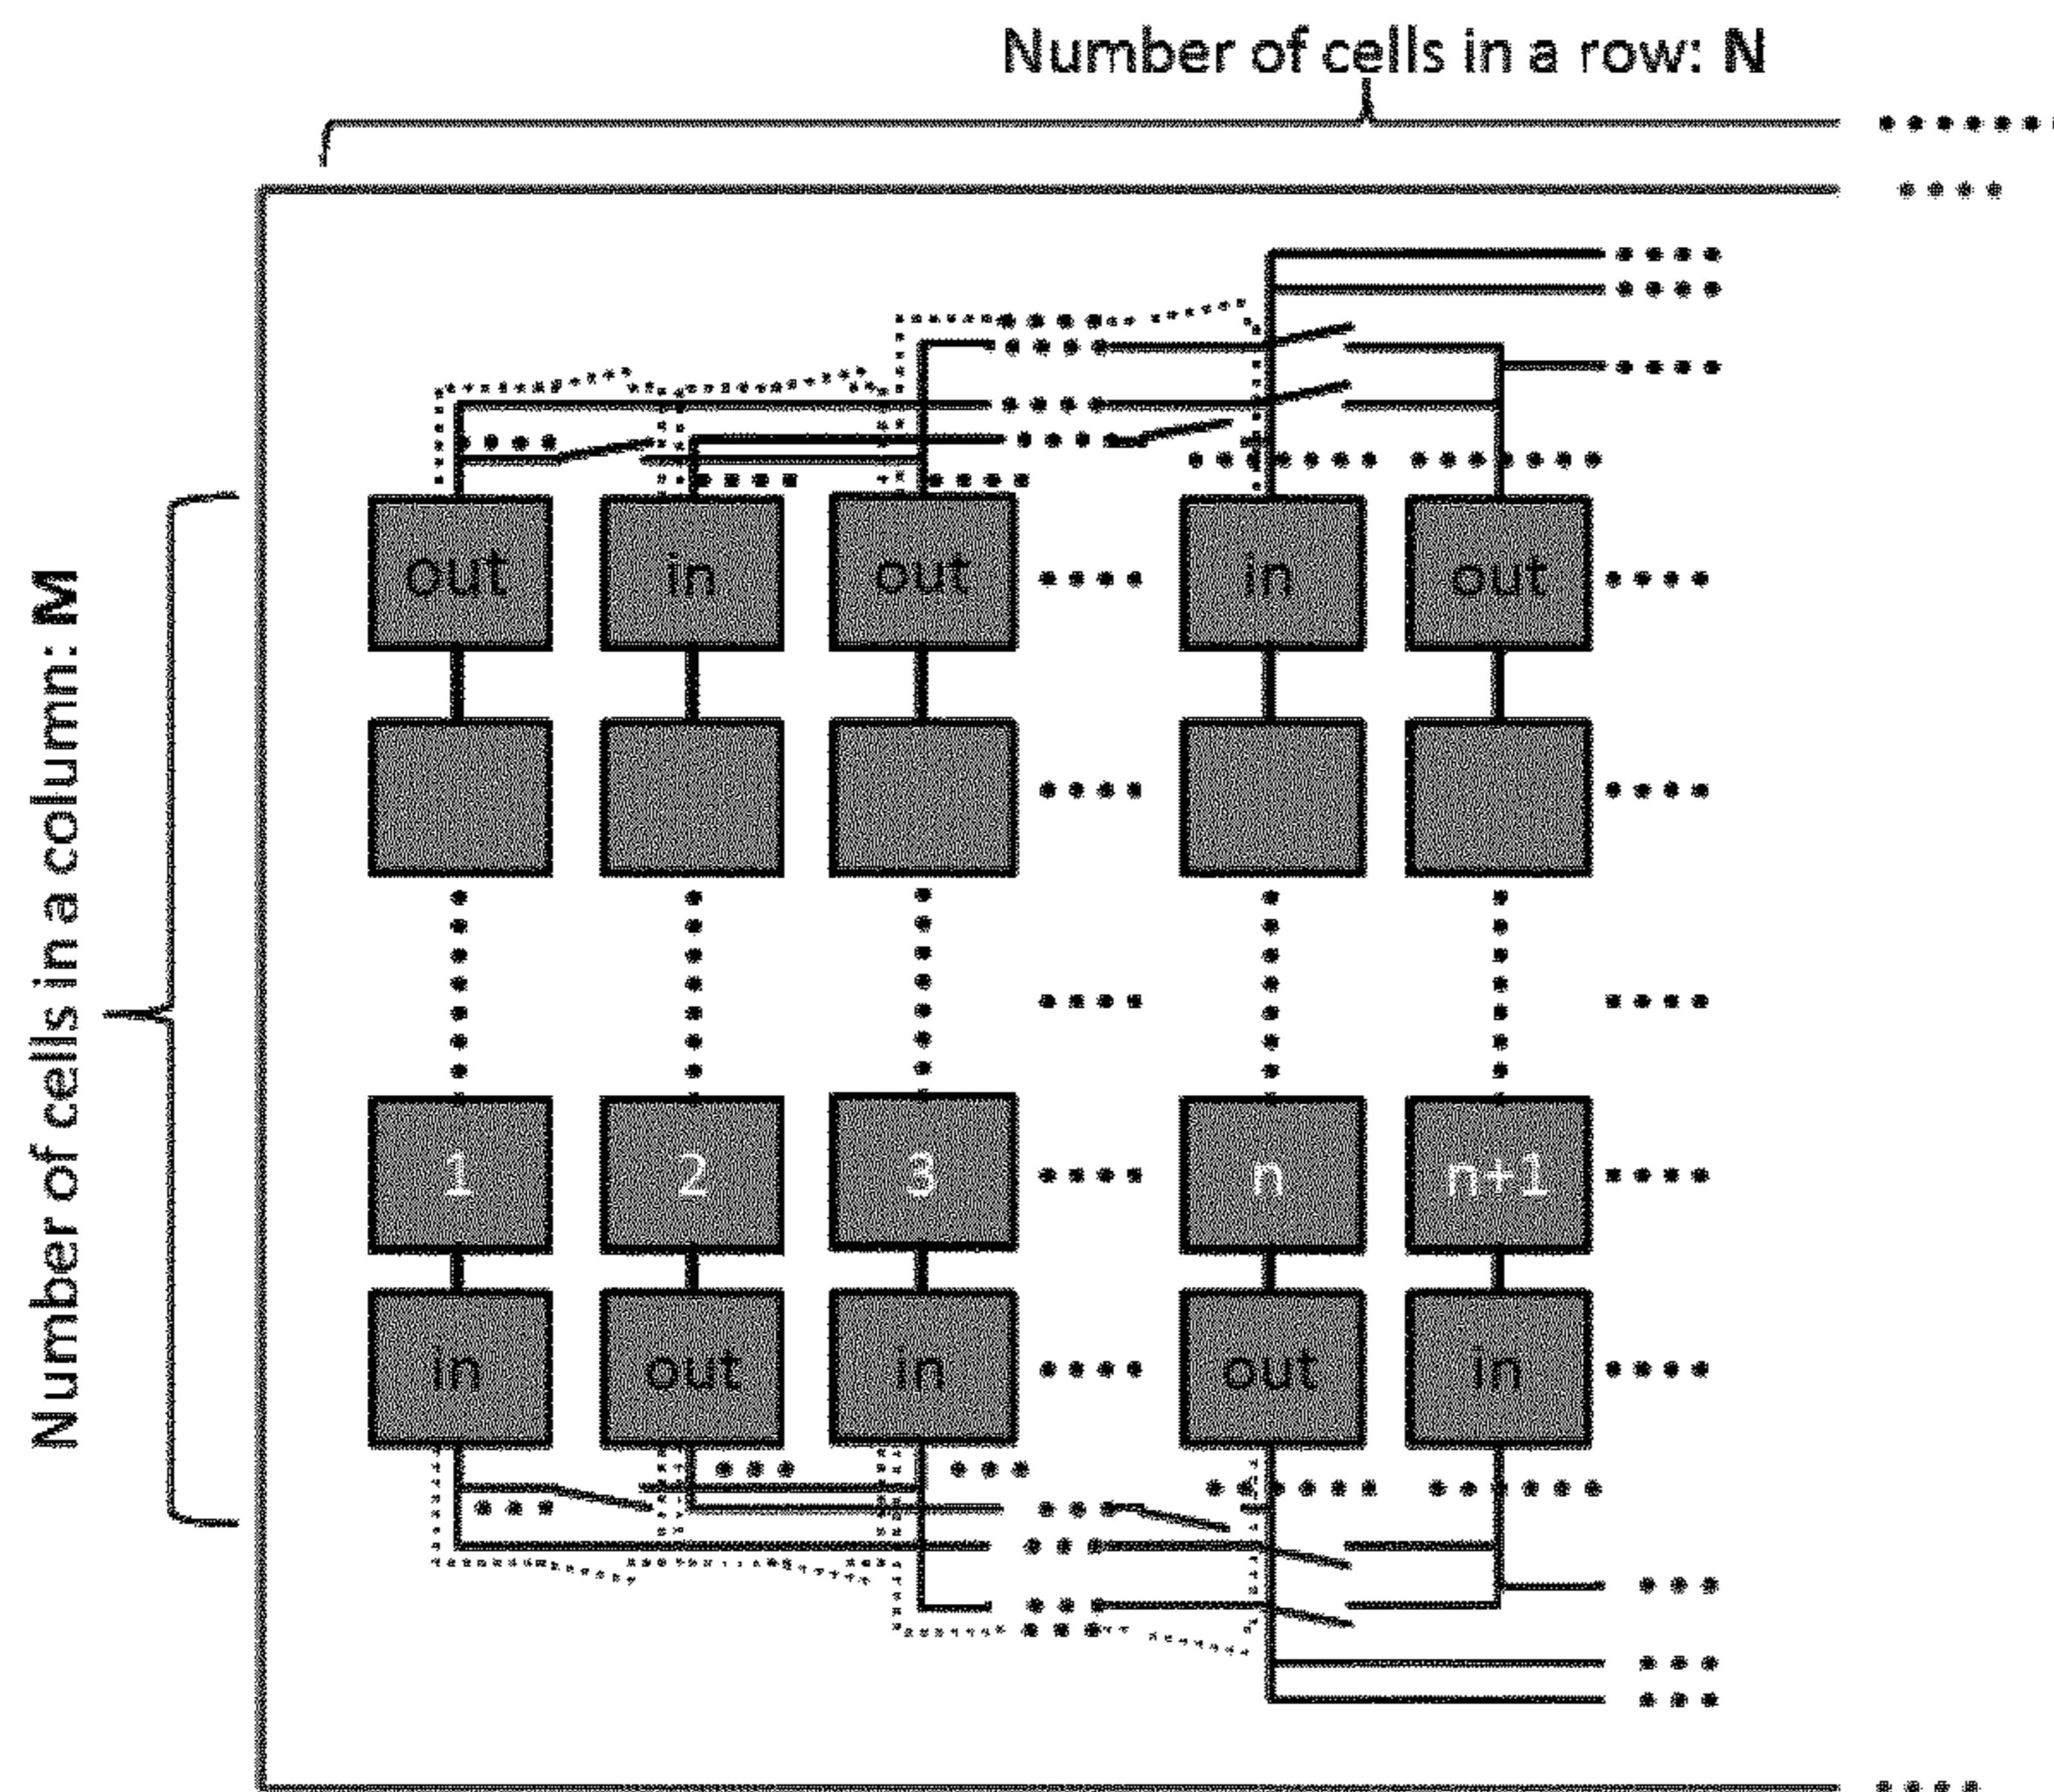 Number of cells in a row: N
Number of cells in a column: M
out in out in out
1 2 3 n n+1
in out in out in